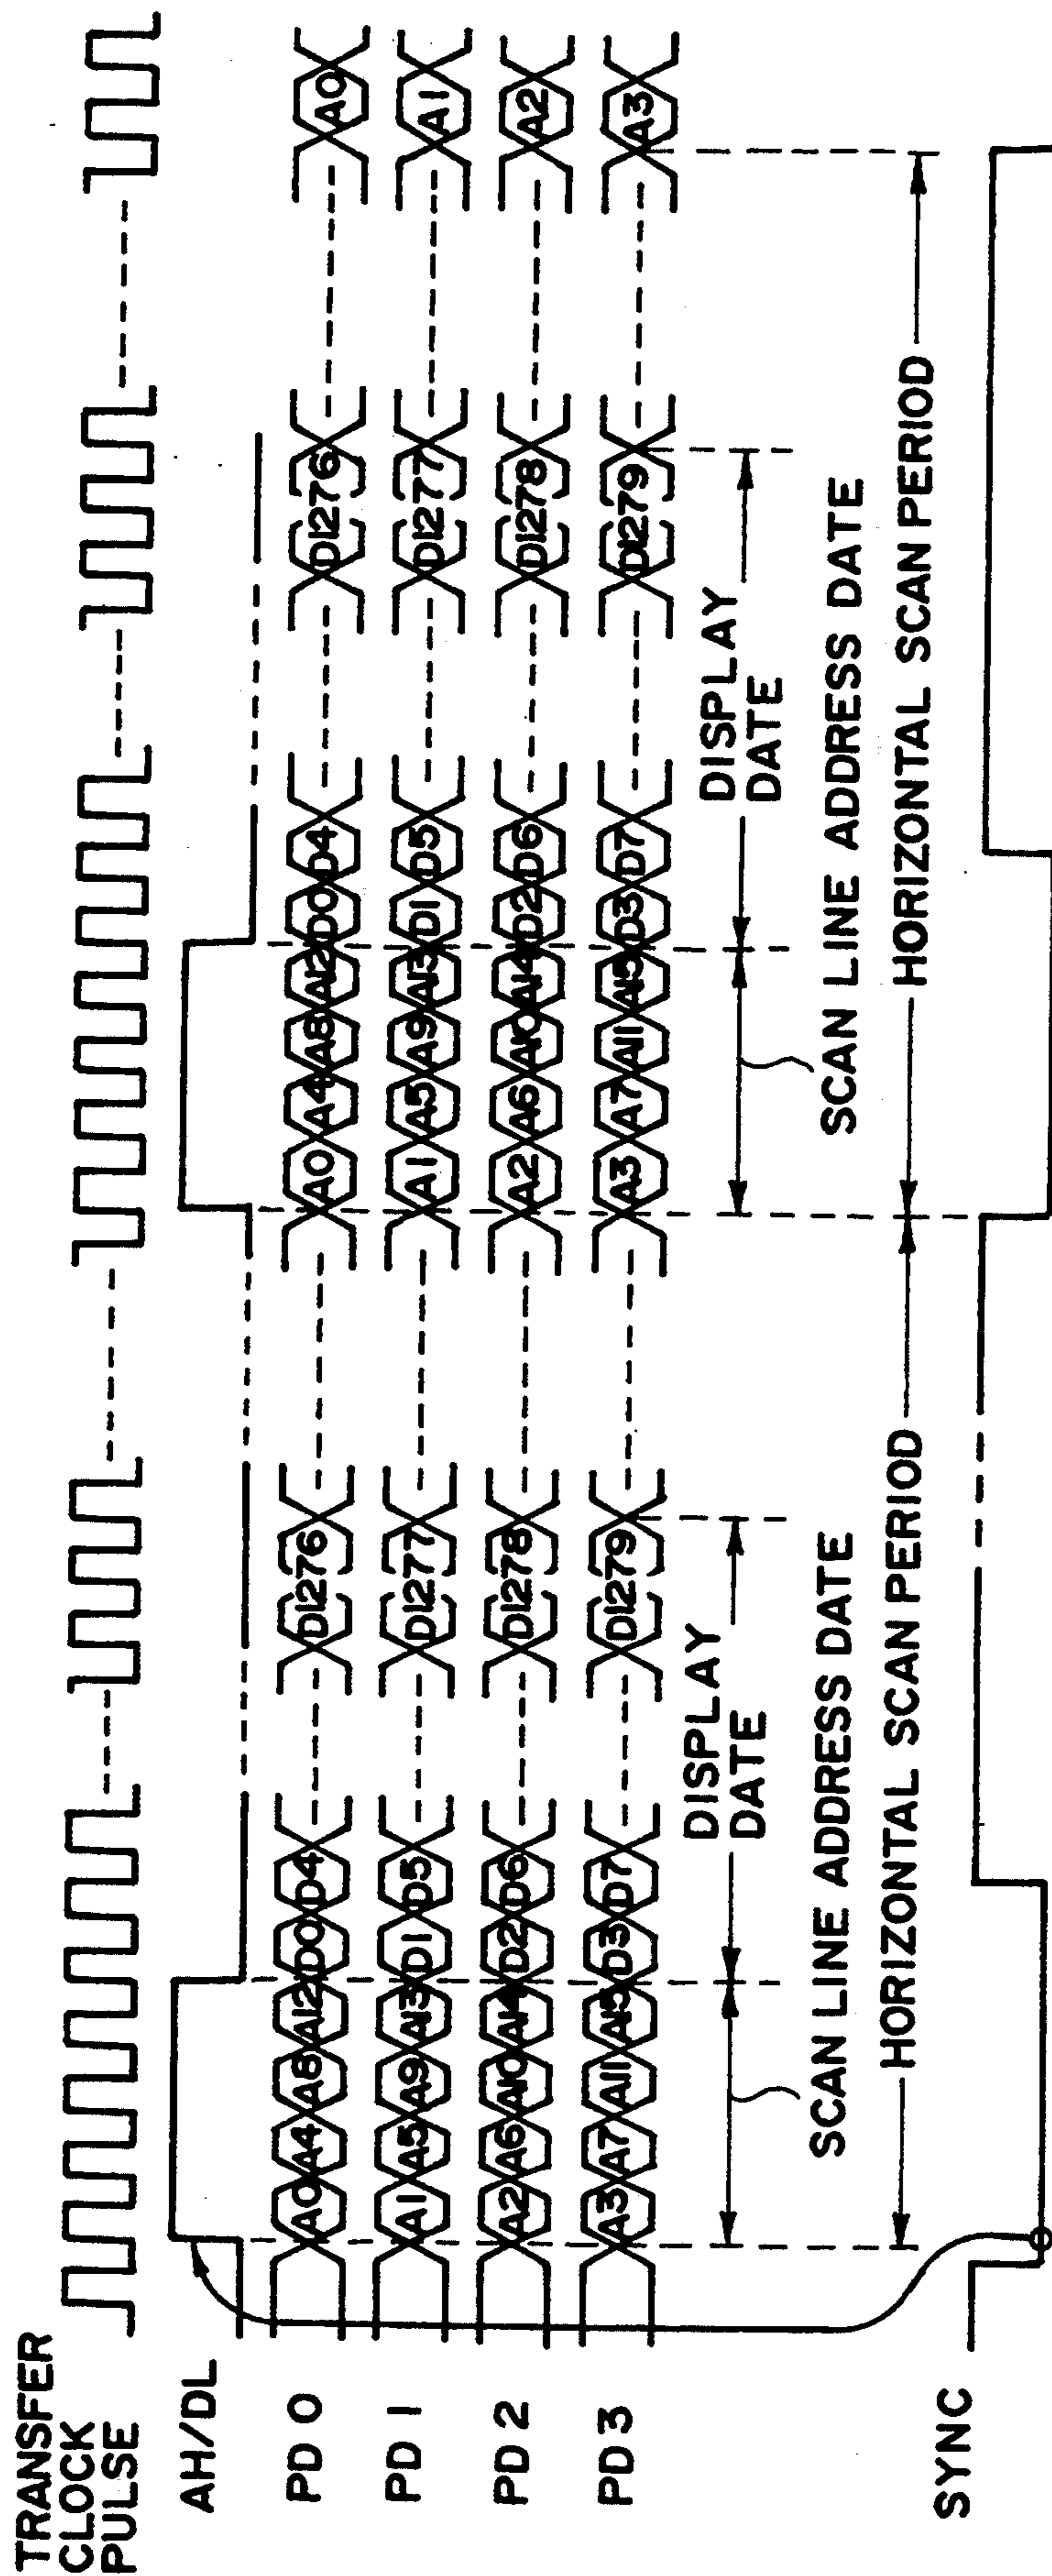 TRANSFER
CLOCK
PULSE
AH/DL
PD 0
A0 A4 A8 A12 D0 D4 D1276 A0 A4 A8 A12 D0 D4 D1276 A0
PD 1
A1 A5 A9 A13 D1 D5 D1277 A1 A5 A9 A13 D1 D5 D1277 A1
PD 2
A2 A6 A10 A14 D2 D6 D1278 A2 A6 A10 A14 D2 D6 D1278 A2
PD 3
A3 A7 A11 A15 D3 D7 D1279 A3 A7 A11 A15 D3 D7 D1279 A3
DISPLAY
DATE
DISPLAY
DATE
SCAN LINE ADDRESS DATE
SCAN LINE ADDRESS DATE
HORIZONTAL SCAN PERIOD
HORIZONTAL SCAN PERIOD
SYNC